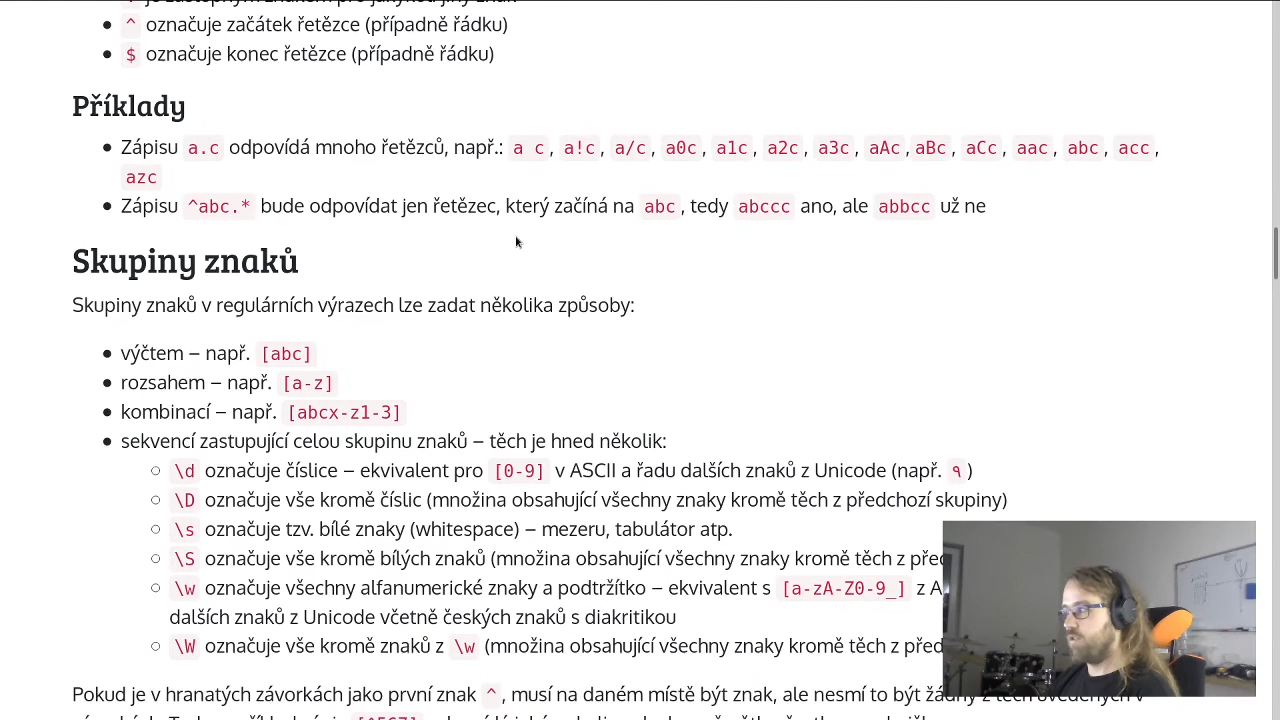 ^ označuje začátek řetězce (případně řádku)
$ označuje konec řetězce (případně řádku)
Příklady
Zápisu a.c odpovídá mnoho řetězců, např.: a c, a!c, a/c, a0c, a1c, a2c, a3c, aAc,aBc, aCc, aac, abc, acc,
azc
Zápisu ^abc.* bude odpovídat jen řetězec, který začíná na abc, tedy abccc ano, ale abbcc už ne
Skupiny znaků
Skupiny znaků v regulárních výrazech lze zadat několika způsoby:
výčtem – např. [abc]
rozsahem – např. [a-z]
kombinací – např. [abcx-z1-3]
sekvencí zastupující celou skupinu znaků – těch je hned několik:
\d označuje číslice – ekvivalent pro [0-9] v ASCII a řadu dalších znaků z Unicode (např. ٩)
\D označuje vše kromě číslic (množina obsahující všechny znaky kromě těch z předchozí skupiny)
\s označuje tzv. bílé znaky (whitespace) – mezeru, tabulátor atp.
\S označuje vše kromě bílých znaků (množina obsahující všechny znaky kromě těch z před
\w označuje všechny alfanumerické znaky a podtržítko – ekvivalent s [a-zA-Z0-9_] z A
dalších znaků z Unicode včetně českých znaků s diakritikou
\W označuje vše kromě znaků z \w (množina obsahující všechny znaky kromě těch z před
Pokud je v hranatých závorkách jako první znak ^, musí na daném místě být znak, ale nesmí to být žádný z těch uvedených v